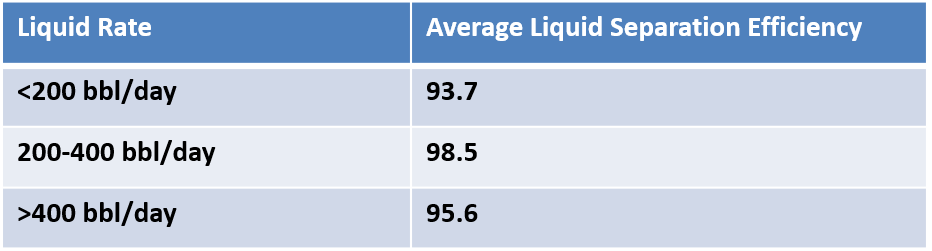 Liquid Rate Average Liquid Separation Efficiency
<200 bbl/day 93.7
200-400 bbl/day 98.5
>400 bbl/day 95.6